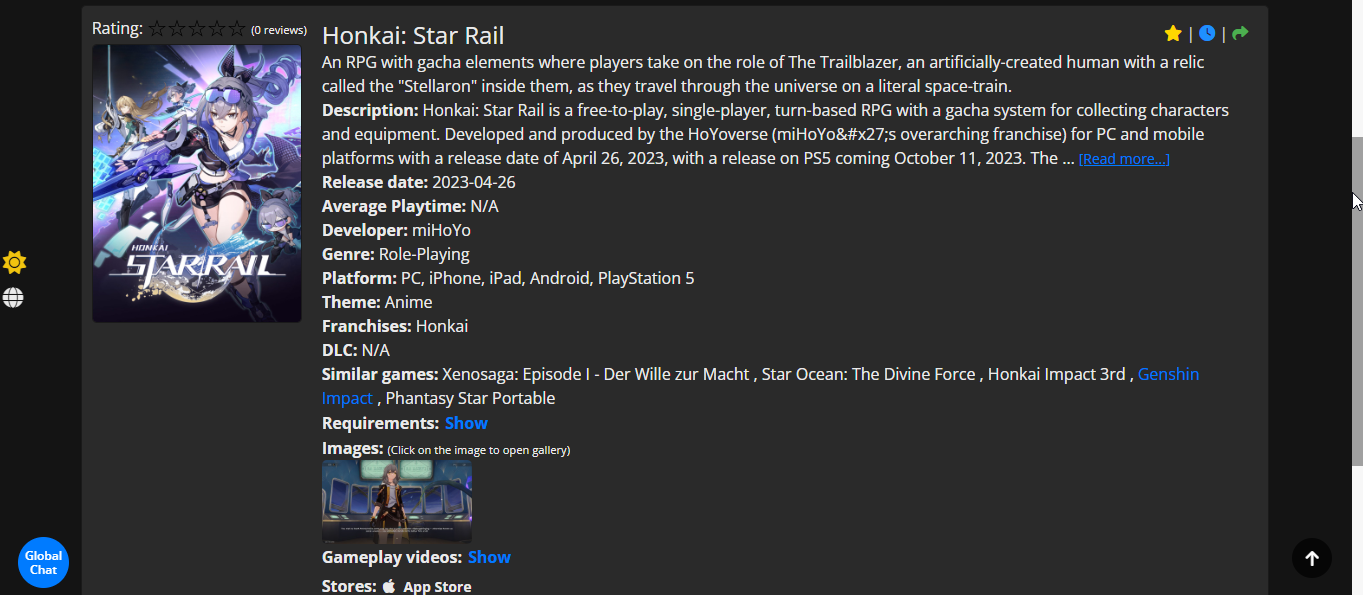 Rating: ☆☆☆☆☆ (0 reviews)
HONKAI
STAR RAIL
Honkai: Star Rail
| |
An RPG with gacha elements where players take on the role of The Trailblazer, an artificially-created human with a relic
called the "Stellaron" inside them, as they travel through the universe on a literal space-train.
Description: Honkai: Star Rail is a free-to-play, single-player, turn-based RPG with a gacha system for collecting characters
and equipment. Developed and produced by the HoYoverse (miHoYo&#x27;s overarching franchise) for PC and mobile
platforms with a release date of April 26, 2023, with a release on PS5 coming October 11, 2023. The ... [Read more...]
Release date: 2023-04-26
Average Playtime: N/A
Developer: miHoYo
Genre: Role-Playing
Platform: PC, iPhone, iPad, Android, PlayStation 5
Theme: Anime
Franchises: Honkai
DLC: N/A
Similar games: Xenosaga: Episode I - Der Wille zur Macht , Star Ocean: The Divine Force , Honkai Impact 3rd , Genshin
Impact , Phantasy Star Portable
Requirements: Show
Images: (Click on the image to open gallery)
Gameplay videos: Show
Stores: App Store
Global
Chat